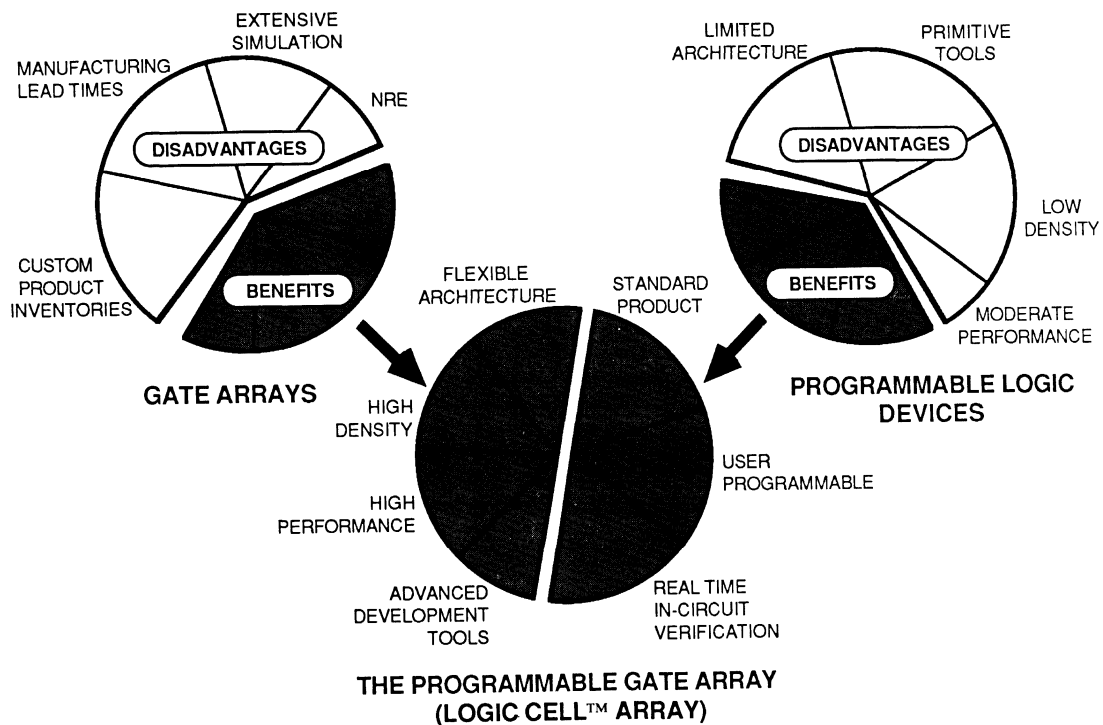 EXTENSIVE
SIMULATION
MANUFACTURING
LEAD TIMES
NRE
DISADVANTAGES
CUSTOM
PRODUCT
INVENTORIES
BENEFITS
GATE ARRAYS
LIMITED
ARCHITECTURE
PRIMITIVE
TOOLS
DISADVANTAGES
LOW
DENSITY
BENEFITS
MODERATE
PERFORMANCE
PROGRAMMABLE LOGIC
DEVICES
FLEXIBLE
ARCHITECTURE
STANDARD
PRODUCT
HIGH
DENSITY
USER
PROGRAMMABLE
HIGH
PERFORMANCE
ADVANCED
DEVELOPMENT
TOOLS
REAL TIME
IN-CIRCUIT
VERIFICATION
THE PROGRAMMABLE GATE ARRAY
(LOGIC CELL™ ARRAY)